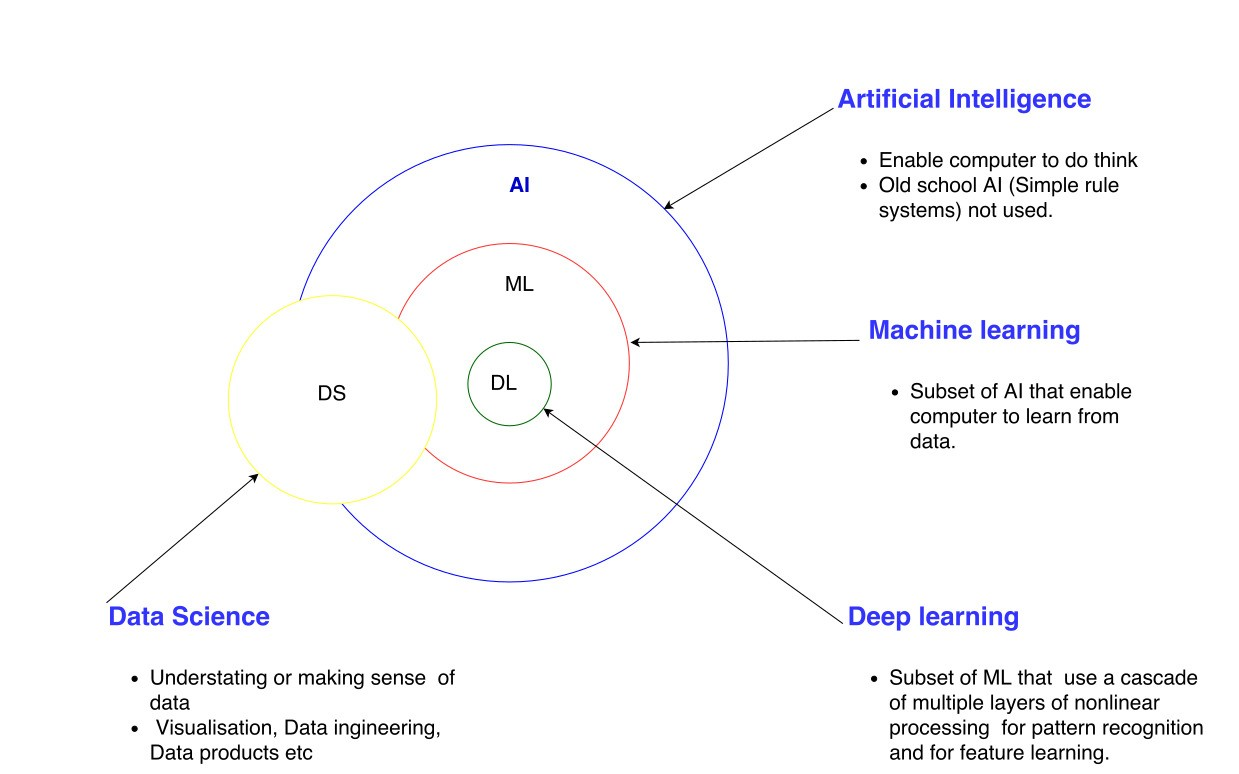 Artificial Intelligence
• Enable computer to do think
• Old school AI (Simple rule
systems) not used.
AI
ML
Machine learning
• Subset of AI that enable
computer to learn from
data.
DL
DS
Data Science
• Understating or making sense  of
data
•  Visualisation, Data ingineering,
Data products etc
Deep learning
• Subset of ML that  use a cascade
of multiple layers of nonlinear
processing  for pattern recognition
and for feature learning.